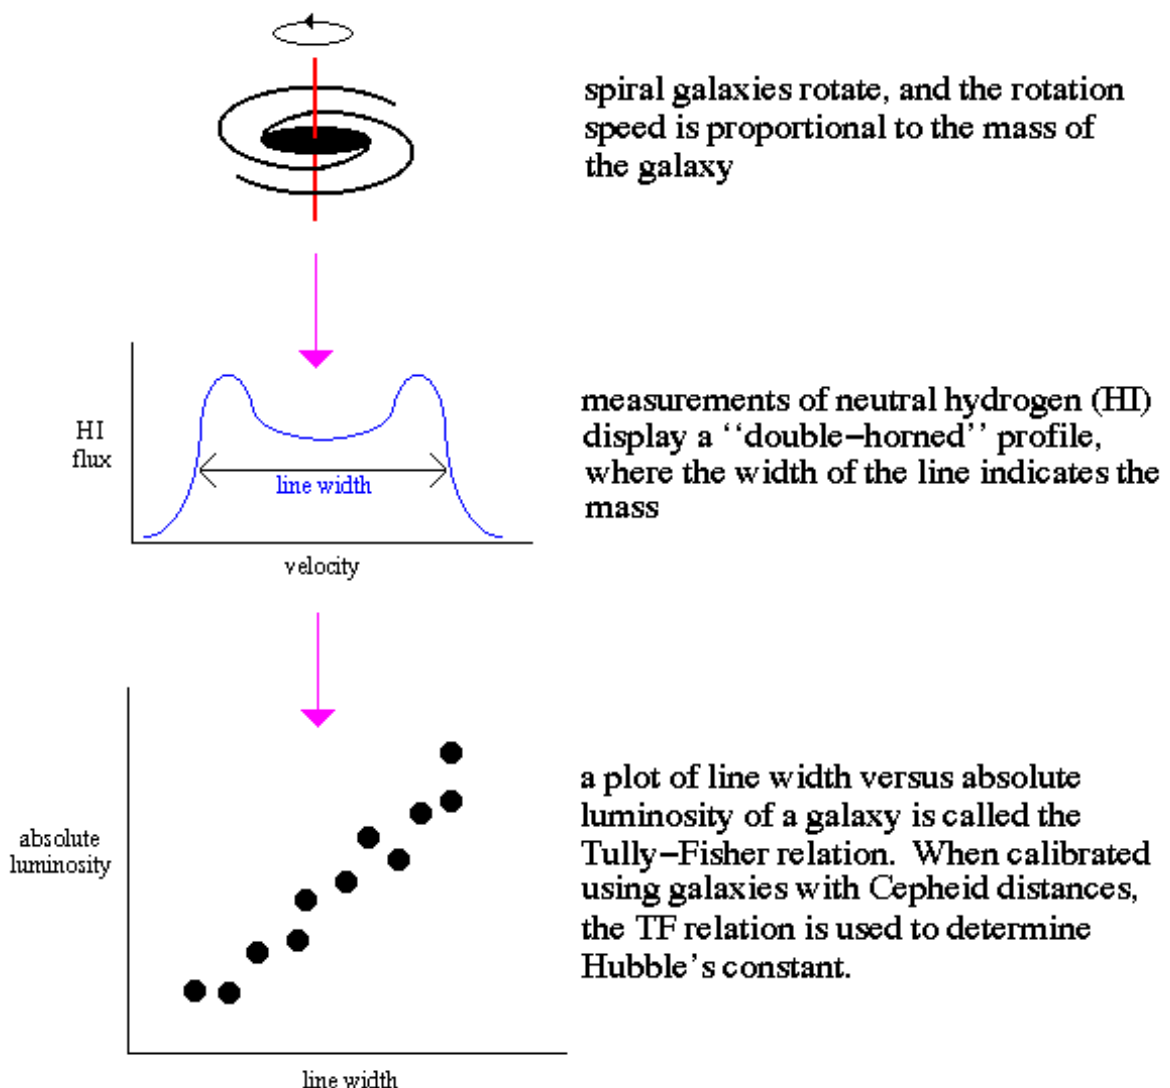 spiral galaxies rotate, and the rotation
speed is proportional to the mass of
the galaxy
HI
flux
line width
velocity
measurements of neutral hydrogen (HI)
display a ‘‘double−horned’’ profile,
where the width of the line indicates the
mass
absolute
luminosity
line width
a plot of line width versus absolute
luminosity of a galaxy is called the
Tully−Fisher relation.  When calibrated
using galaxies with Cepheid distances,
the TF relation is used to determine
Hubble’s constant.